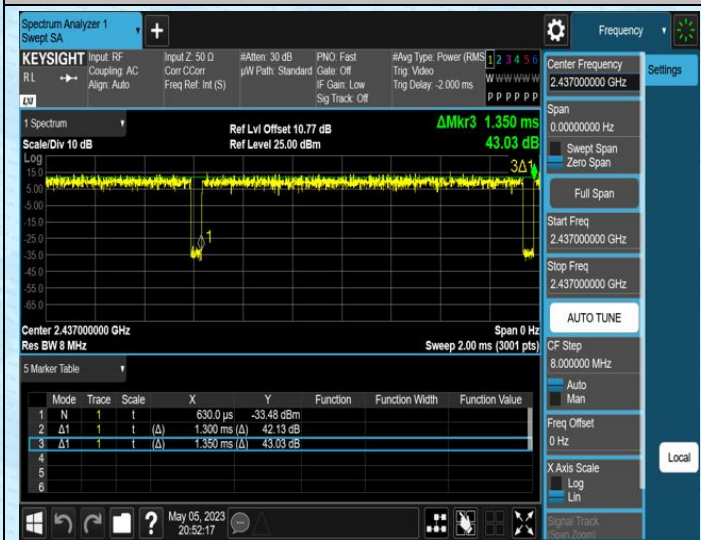 Spectrum Analyzer 1
Swept SA
+
Frequency
KEYSIGHT
RL
LXI
Input: RF
Coupling: AC
Align: Auto
Input Z: 50 Ω
Corr CCorr
Freq Ref: Int (S)
#Atten: 30 dB
µW Path: Standard
PNO: Fast
Gate: Off
IF Gain: Low
Sig Track: Off
#Avg Type: Power (RMS
Trig: Video
Trig Delay: -2.000 ms
1 2 3 4 5 6
W W W W W W
P P P P P P
1 Spectrum
Scale/Div 10 dB
Ref Lvl Offset 10.77 dB
Ref Level 25.00 dBm
ΔMkr3 1.350 ms
43.03 dB
Log
15.0
5.00
-5.00
-15.0
-25.0
-35.0
-45.0
-55.0
-65.0
3Δ1
1
Center 2.437000000 GHz
Res BW 8 MHz
Span 0 Hz
Sweep 2.00 ms (3001 pts)
5 Marker Table
Mode Trace Scale X Y Function Function Width Function Value
1 N 1 t 630.0 µs -33.48 dBm
2 Δ1 1 t (Δ) 1.300 ms (Δ) 42.13 dB
3 Δ1 1 t (Δ) 1.350 ms (Δ) 43.03 dB
4
5
6
?
May 05, 2023
20:52:17
Center Frequency
2.437000000 GHz
Settings
Span
0.00000000 Hz
Swept Span
Zero Span
Full Span
Start Freq
2.437000000 GHz
Stop Freq
2.437000000 GHz
AUTO TUNE
CF Step
8.000000 MHz
Auto
Man
Freq Offset
0 Hz
X Axis Scale
Log
Lin
Signal Track
(Span Zoom)
Local